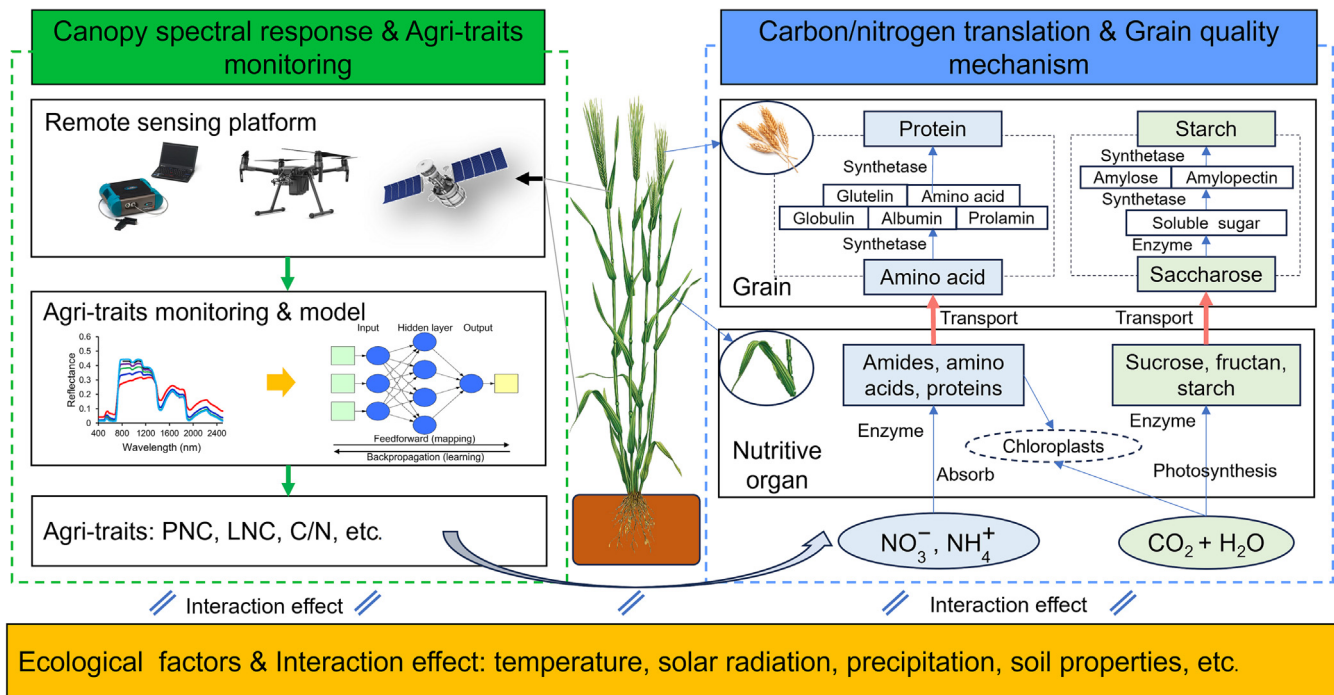 Canopy spectral response & Agri-traits
monitoring
Remote sensing platform
Agri-traits monitoring & model
Reflectance
0.6
0.5
0.4
0.3
0.2
0.1
0
400 800 1200 1600 2000 2400
Wavelength (nm)
Input Hidden layer Output
Feedforward (mapping)
Backpropagation (learning)
Agri-traits: PNC, LNC, C/N, etc.
Carbon/nitrogen translation & Grain quality
mechanism
Protein
Synthetase
Glutelin Amino acid
Globulin Albumin Prolamin
Synthetase
Amino acid
Starch
Synthetase
Amylose Amylopectin
Synthetase
Soluble sugar
Enzyme
Saccharose
Grain
Transport Transport
Amides, amino
acids, proteins
Sucrose, fructan,
starch
Enzyme Enzyme
Chloroplasts
Nutritive
organ
Absorb Photosynthesis
NO₃⁻, NH₄⁺ CO₂ + H₂O
Interaction effect Interaction effect
Ecological factors & Interaction effect: temperature, solar radiation, precipitation, soil properties, etc.